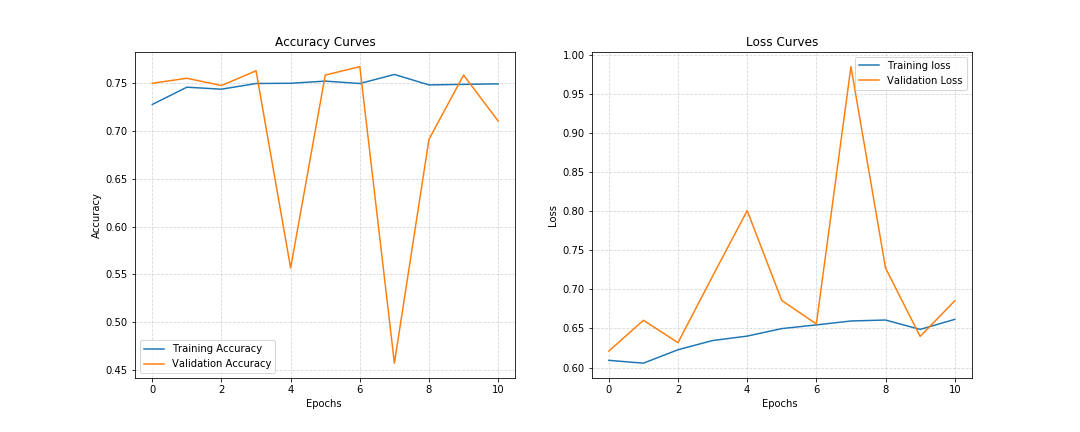 Accuracy Curves
0.75
0.70
0.65
0.60
0.55
0.50
0.45
Accuracy
0 2 4 6 8 10
Epochs
Training Accuracy
Validation Accuracy
Loss Curves
1.00
0.95
0.90
0.85
0.80
0.75
0.70
0.65
0.60
Loss
0 2 4 6 8 10
Epochs
Training loss
Validation Loss